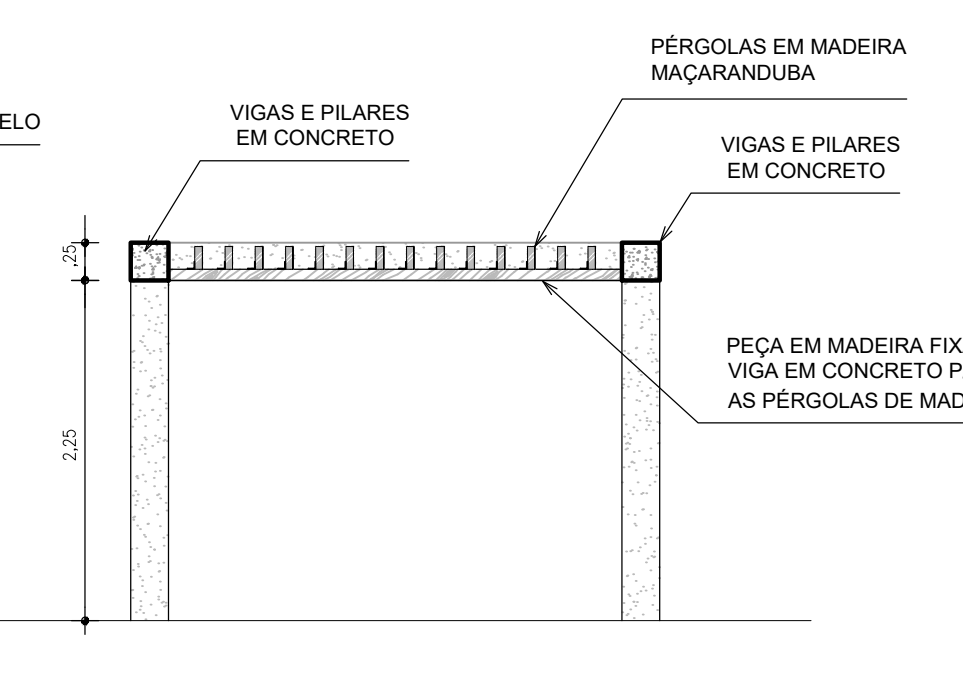 PÉRGOLAS EM MADEIRA
MAÇARANDUBA
VIGAS E PILARES
EM CONCRETO
ELO
VIGAS E PILARES
EM CONCRETO
,25
PEÇA EM MADEIRA FIX
VIGA EM CONCRETO P
AS PÉRGOLAS DE MAD
2,25